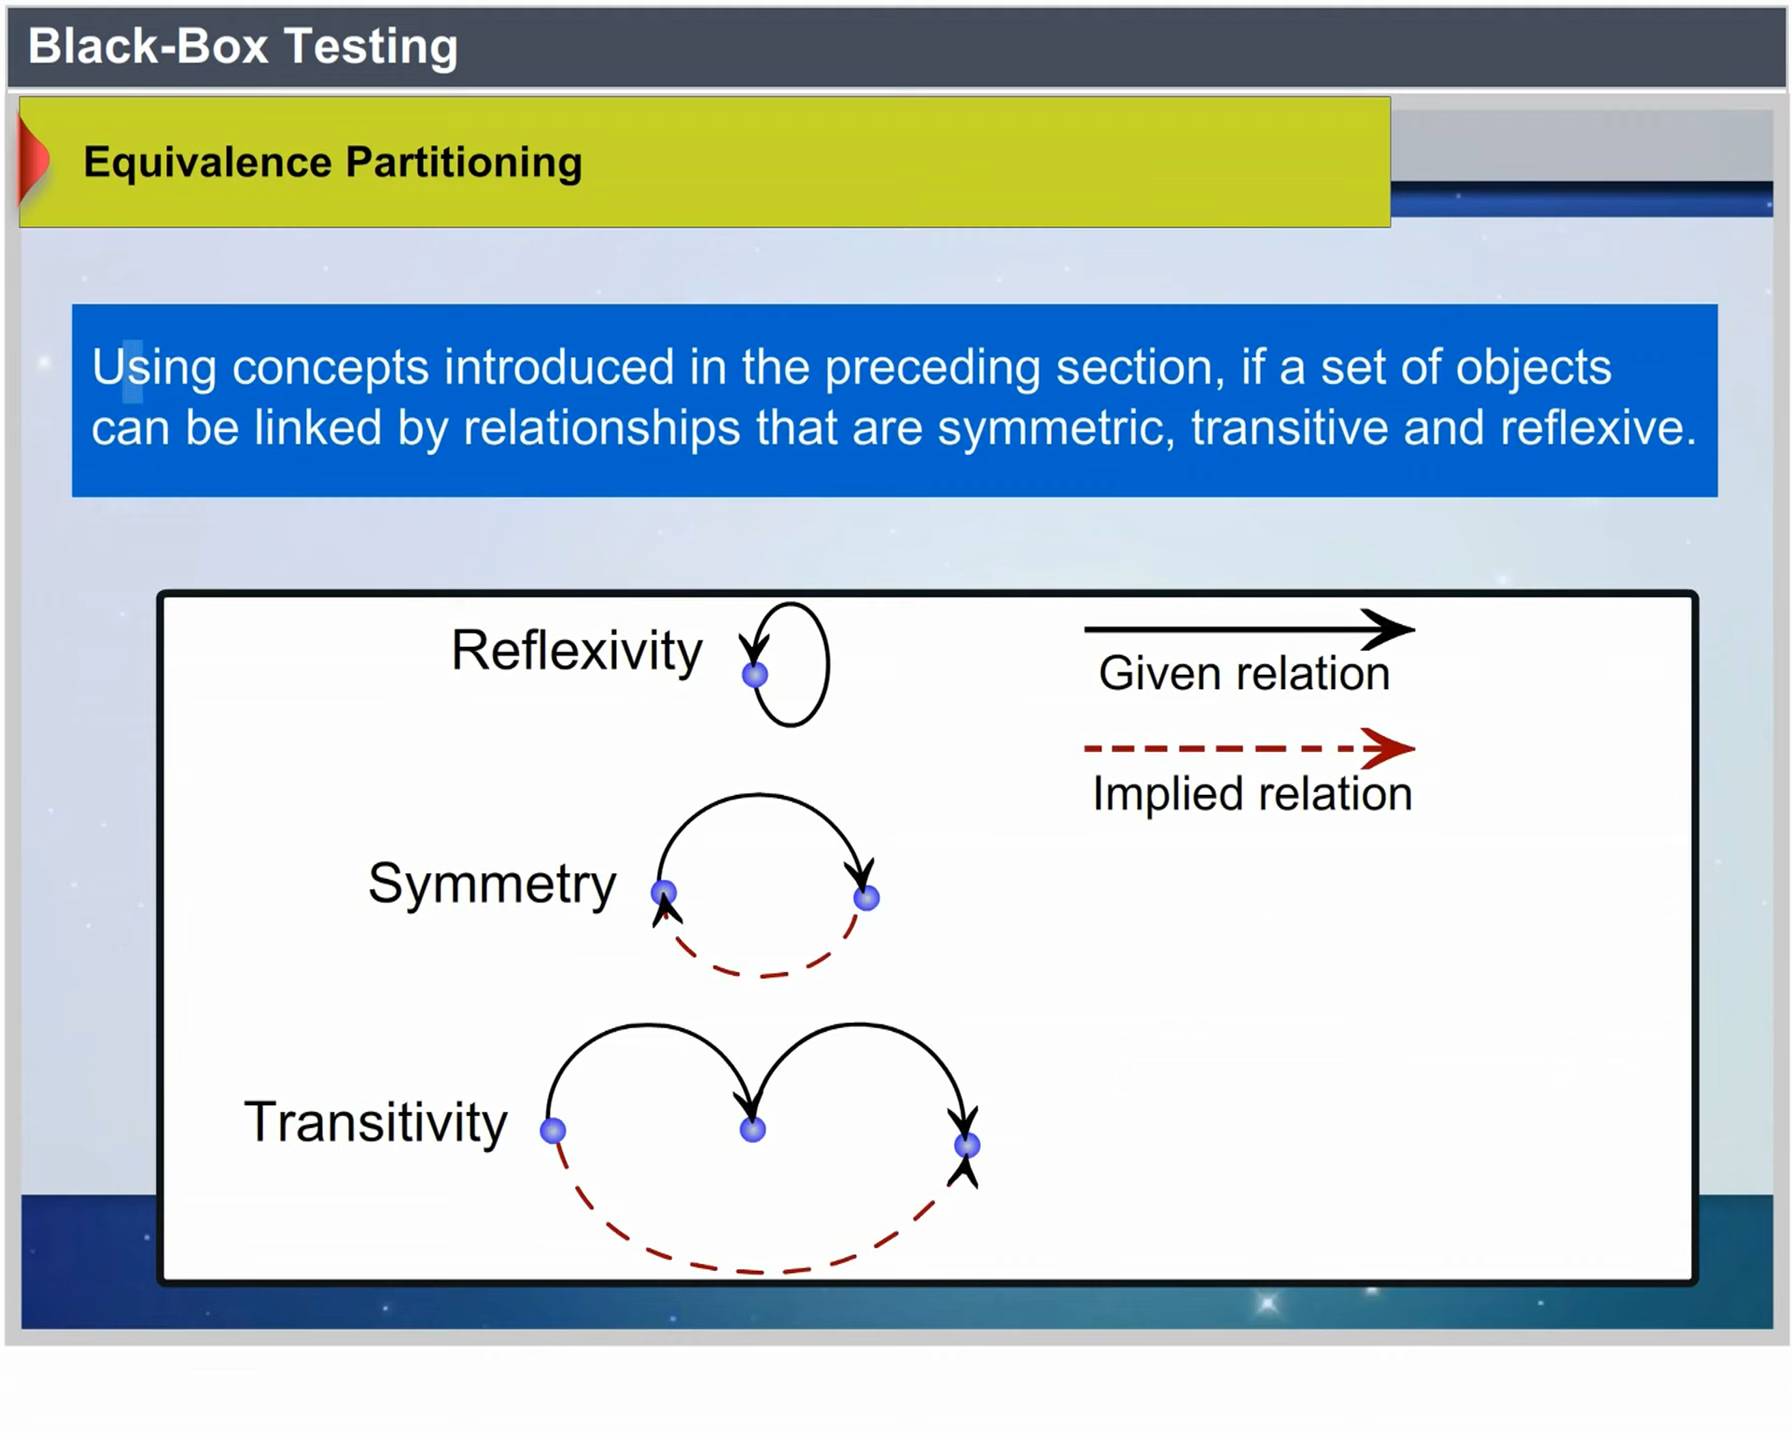 Black-Box Testing
Equivalence Partitioning
Using concepts introduced in the preceding section, if a set of objects
can be linked by relationships that are symmetric, transitive and reflexive.
Reflexivity
Given relation
Implied relation
Symmetry
Transitivity